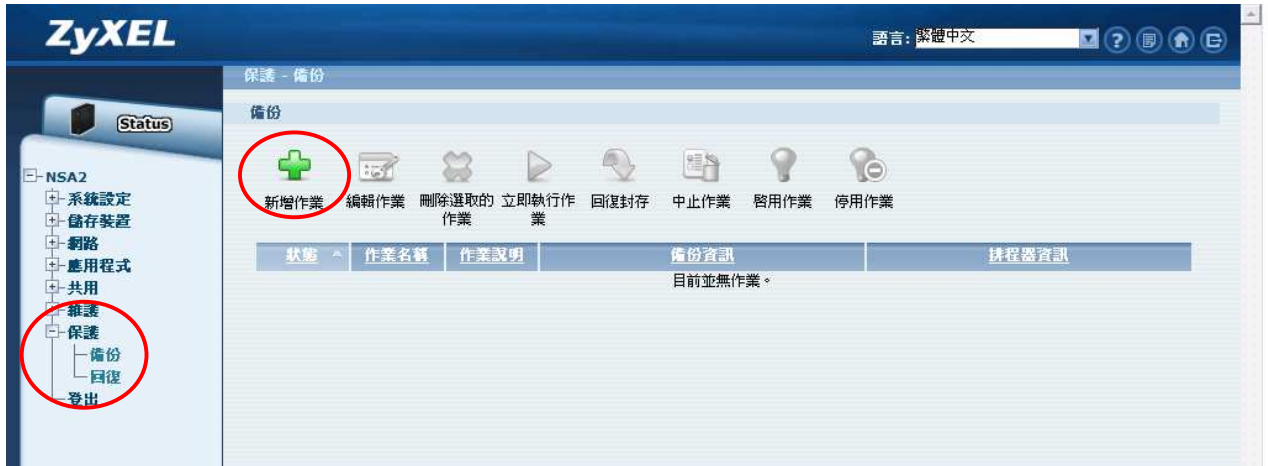 ZyXEL
語言: 繁體中文
保護 - 備份
Status
備份
新增作業 編輯作業 刪除選取的作業 立即執行作業 回復封存 中止作業 啓用作業 停用作業
狀態 作業名稱 作業說明 備份資訊 排程器資訊
目前並無作業。
NSA2
系統設定
儲存裝置
網路
應用程式
共用
維護
保護
備份
回復
登出